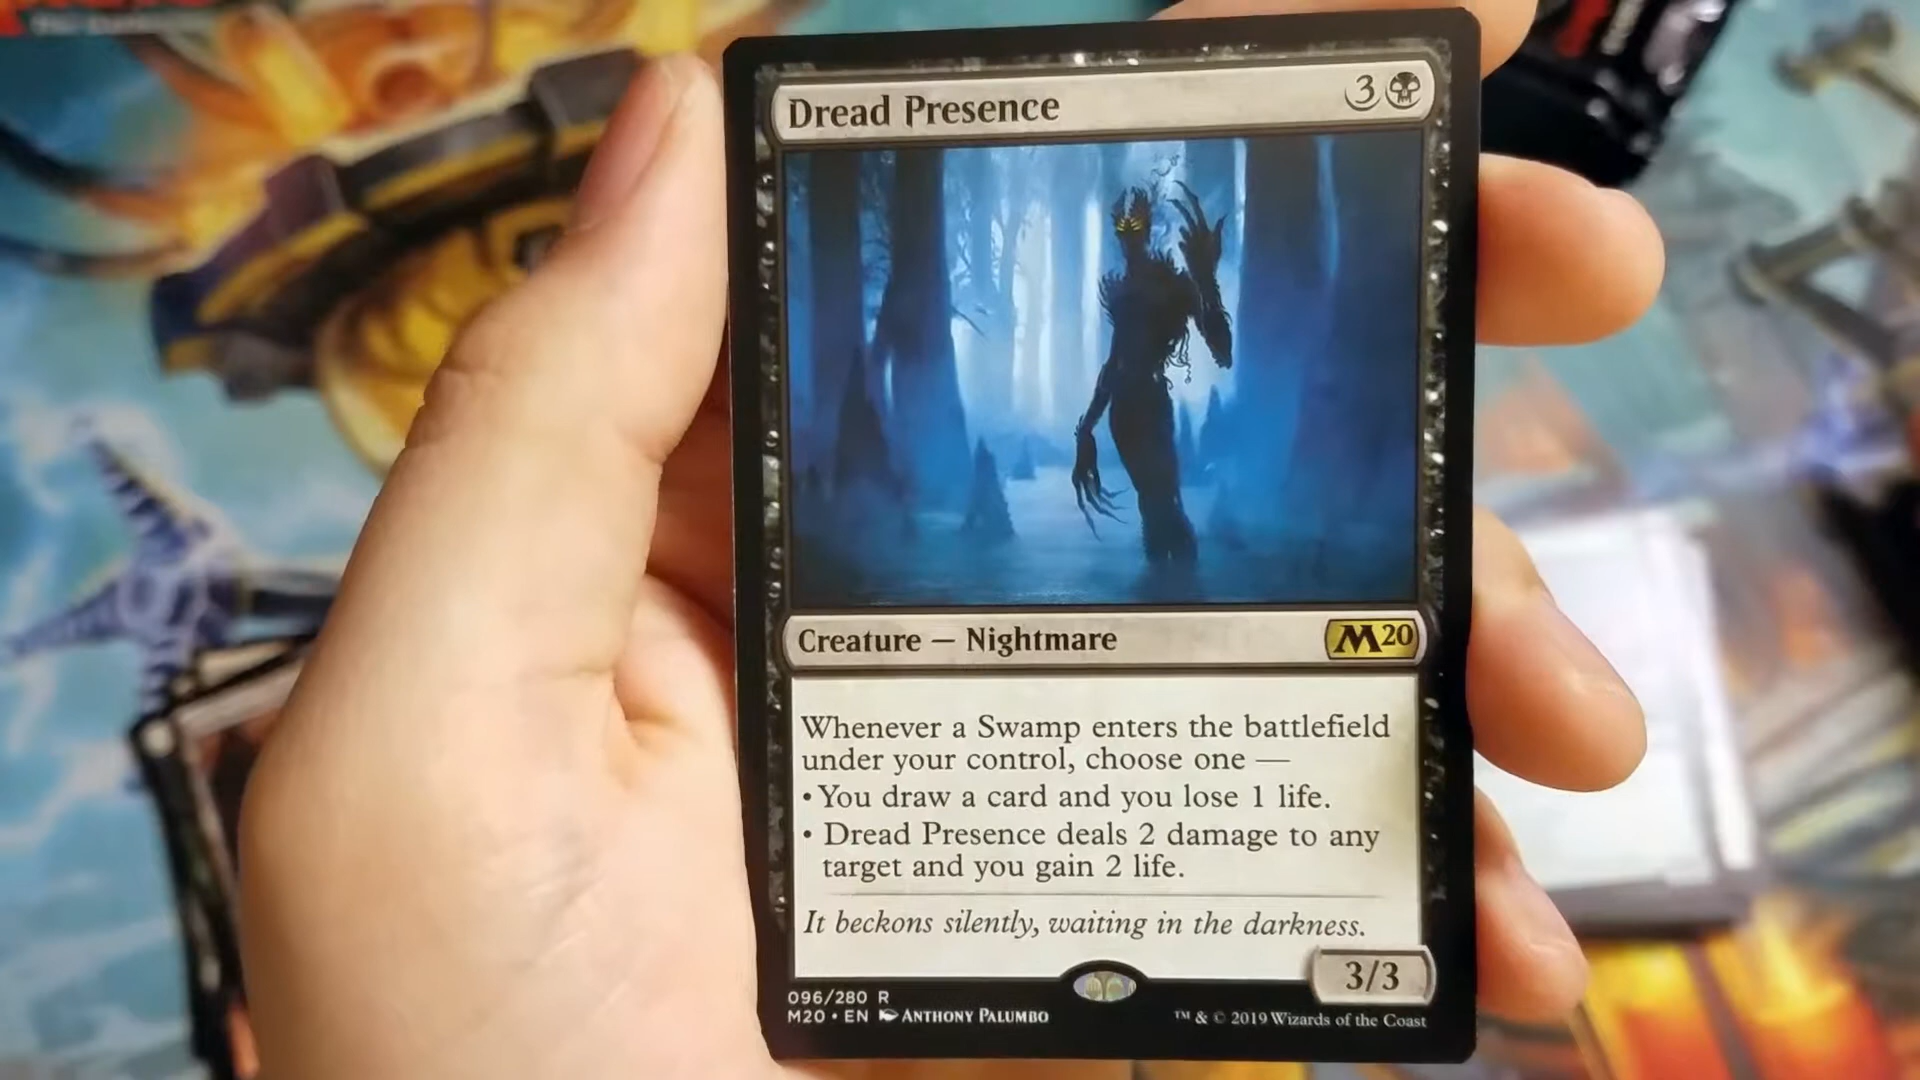 Dread Presence
3
Creature — Nightmare
M20
Whenever a Swamp enters the battlefield
under your control, choose one —
• You draw a card and you lose 1 life.
• Dread Presence deals 2 damage to any
target and you gain 2 life.
It beckons silently, waiting in the darkness.
3/3
096/280 R
M20 • EN ANTHONY PALUMBO
™ & © 2019 Wizards of the Coast